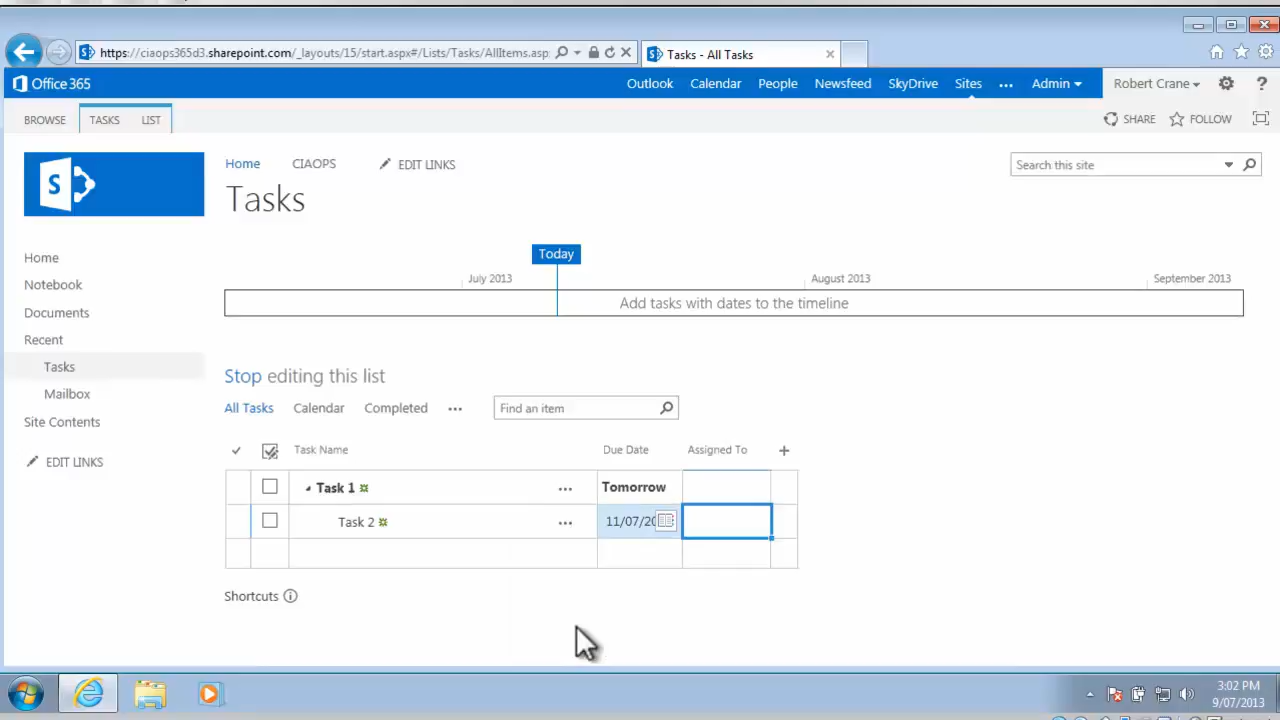 https://ciaops365d3.sharepoint.com/_layouts/15/start.aspx#/Lists/Tasks/AllItems.asp
Tasks - All Tasks
Office 365
Outlook Calendar People Newsfeed SkyDrive Sites ... Admin Robert Crane ?
BROWSE TASKS LIST
SHARE FOLLOW
S
Home CIAOPS EDIT LINKS
Search this site
Tasks
Home
Notebook
Documents
Recent
Tasks
Mailbox
Site Contents
EDIT LINKS
Today
July 2013 August 2013 September 2013
Add tasks with dates to the timeline
Stop editing this list
All Tasks Calendar Completed ...
Find an item
Task Name Due Date Assigned To +
Task 1 ... Tomorrow
Task 2 ... 11/07/20
Shortcuts
3:02 PM
9/07/2013